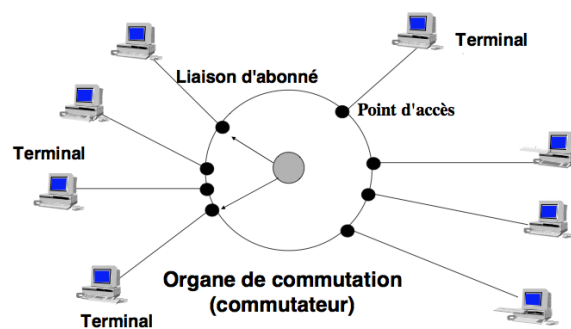 Terminal
Liaison d'abonné
Point d'accès
Terminal
Organe de commutation
(commutateur)
Terminal